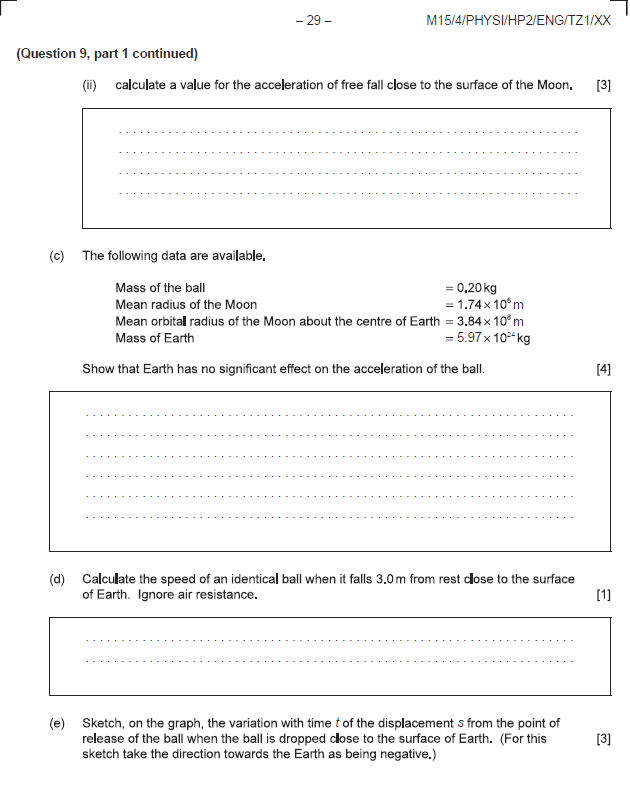 – 29 –
M15/4/PHYSI/HP2/ENG/TZ1/XX
(Question 9, part 1 continued)
(ii) calculate a value for the acceleration of free fall close to the surface of the Moon. [3]
(c) The following data are available.
Mass of the ball = 0.20 kg
Mean radius of the Moon = 1.74 × 10⁶ m
Mean orbital radius of the Moon about the centre of Earth = 3.84 × 10⁸ m
Mass of Earth = 5.97 × 10²⁴ kg
Show that Earth has no significant effect on the acceleration of the ball. [4]
(d) Calculate the speed of an identical ball when it falls 3.0 m from rest close to the surface
of Earth. Ignore air resistance. [1]
(e) Sketch, on the graph, the variation with time t of the displacement s from the point of
release of the ball when the ball is dropped close to the surface of Earth. (For this [3]
sketch take the direction towards the Earth as being negative.)